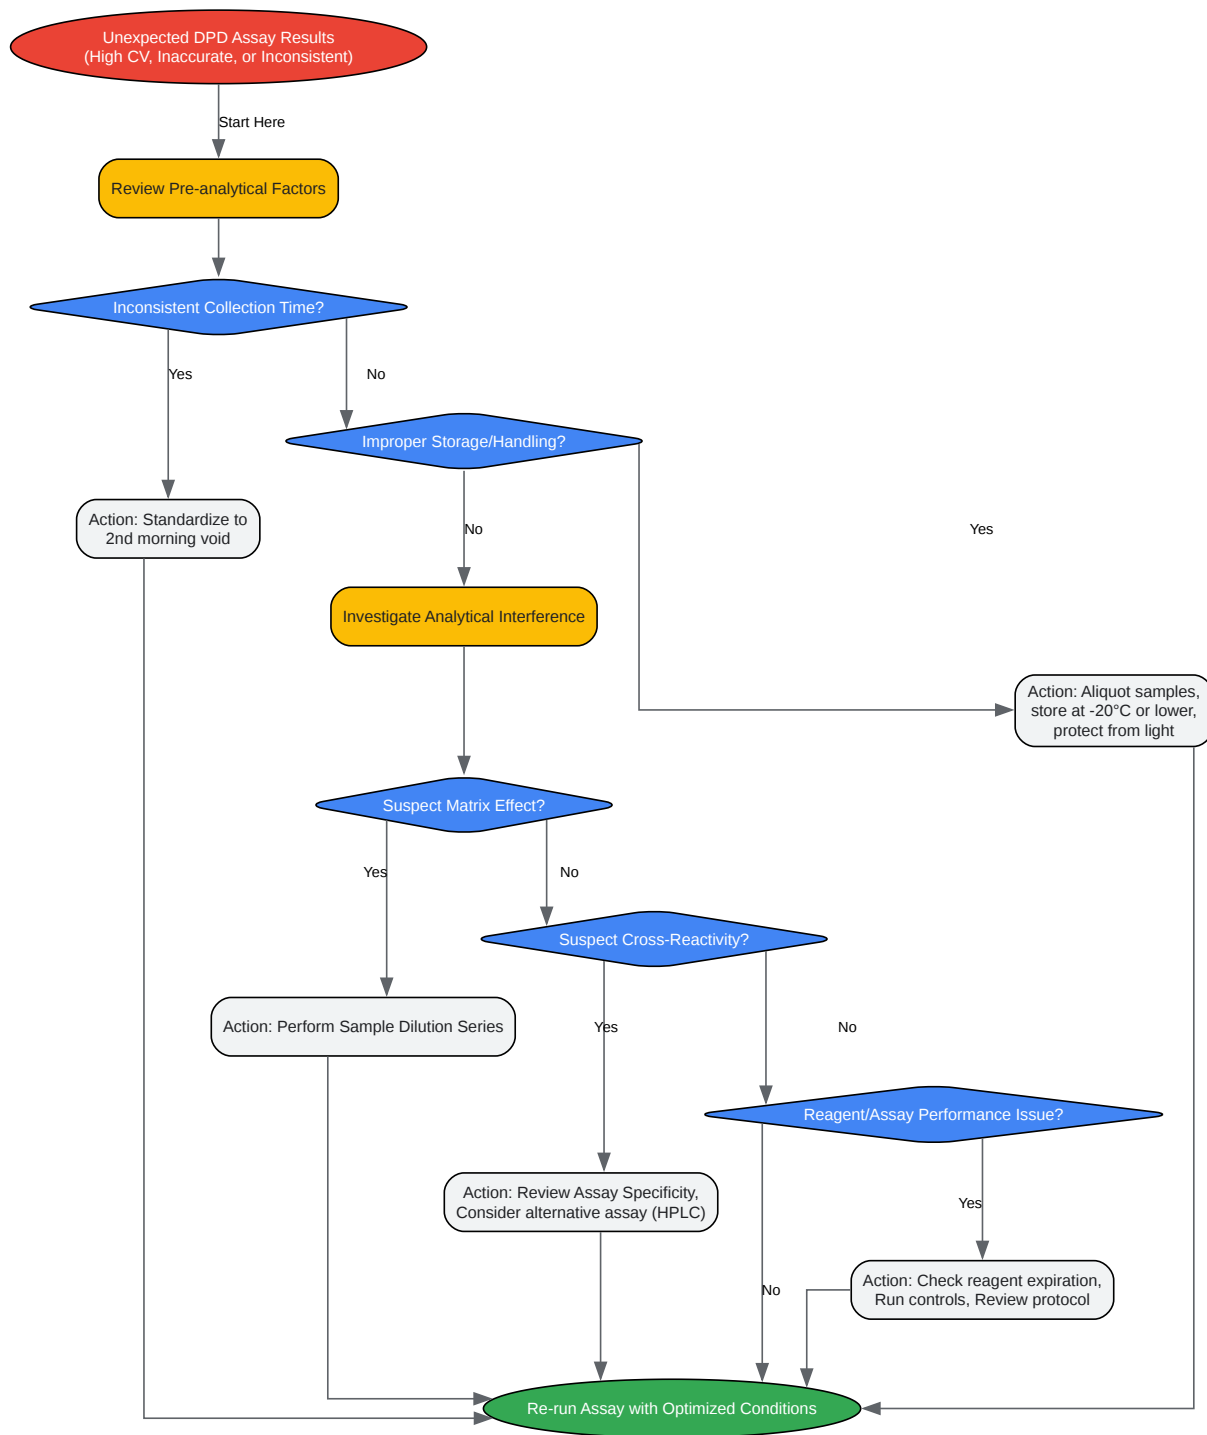 Unexpected DPD Assay Results
(High CV, Inaccurate, or Inconsistent)
Start Here
Review Pre-analytical Factors
Inconsistent Collection Time?
Yes
No
Improper Storage/Handling?
Action: Standardize to
2nd morning void
No
Yes
Investigate Analytical Interference
Action: Aliquot samples,
store at -20°C or lower,
protect from light
Suspect Matrix Effect?
Yes
No
Suspect Cross-Reactivity?
Action: Perform Sample Dilution Series
Yes
No
Reagent/Assay Performance Issue?
Action: Review Assay Specificity,
Consider alternative assay (HPLC)
Yes
Action: Check reagent expiration,
Run controls, Review protocol
No
Re-run Assay with Optimized Conditions